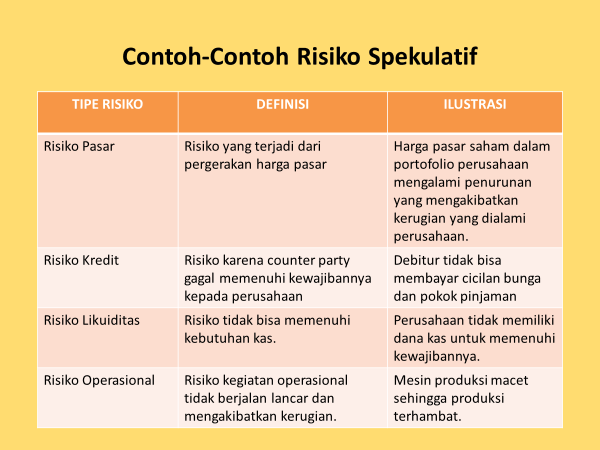 Contoh-Contoh Risiko Spekulatif
TIPE RISIKO
DEFINISI
ILUSTRASI
Risiko Pasar
Risiko yang terjadi dari
pergerakan harga pasar
Harga pasar saham dalam
portofolio perusahaan
mengalami penurunan
yang mengakibatkan
kerugian yang dialami
perusahaan.
Risiko Kredit
Risiko karena counter party
gagal memenuhi kewajibannya
kepada perusahaan
Debitur tidak bisa
membayar cicilan bunga
dan pokok pinjaman
Risiko Likuiditas
Risiko tidak bisa memenuhi
kebutuhan kas.
Perusahaan tidak memiliki
dana kas untuk memenuhi
kewajibannya.
Risiko Operasional
Risiko kegiatan operasional
tidak berjalan lancar dan
mengakibatkan kerugian.
Mesin produksi macet
sehingga produksi
terhambat.